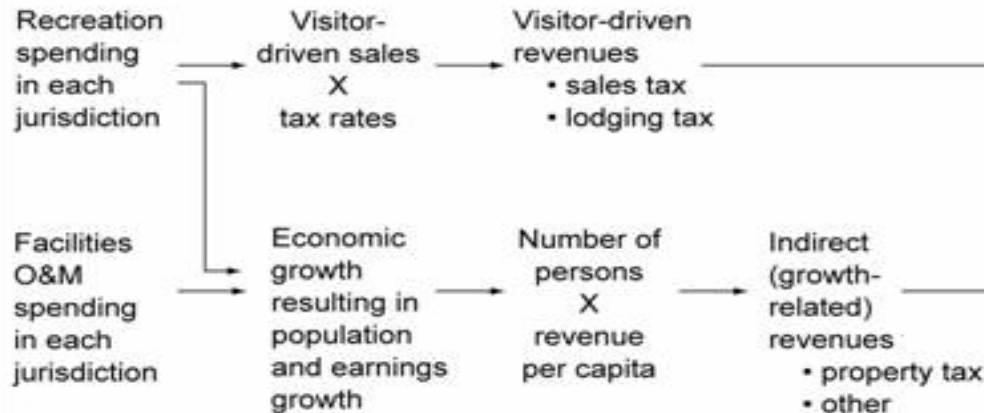 Recreation
spending
in each
jurisdiction
Visitor-
driven sales
X
tax rates
Visitor-driven
revenues
• sales tax
• lodging tax
Facilities
O&M
spending
in each
jurisdiction
Economic
growth
resulting in
population
and earnings
growth
Number of
persons
X
revenue
per capita
Indirect
(growth-
related)
revenues
• property tax
• other